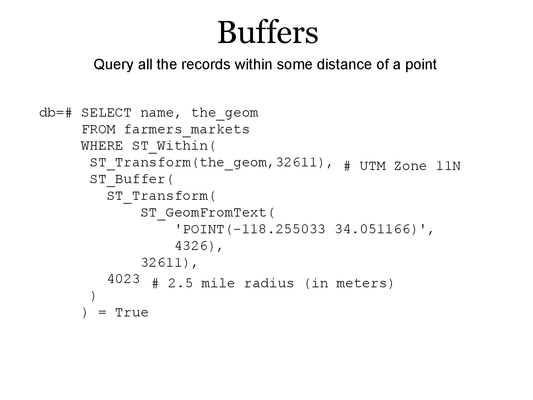 Buffers
Query all the records within some distance of a point
db=# SELECT name, the_geom
FROM farmers_markets
WHERE ST_Within(
ST_Transform(the_geom,32611), # UTM Zone 11N
ST_Buffer(
ST_Transform(
ST_GeomFromText(
'POINT(-118.255033 34.051166)',
4326),
32611),
4023 # 2.5 mile radius (in meters)
)
) = True